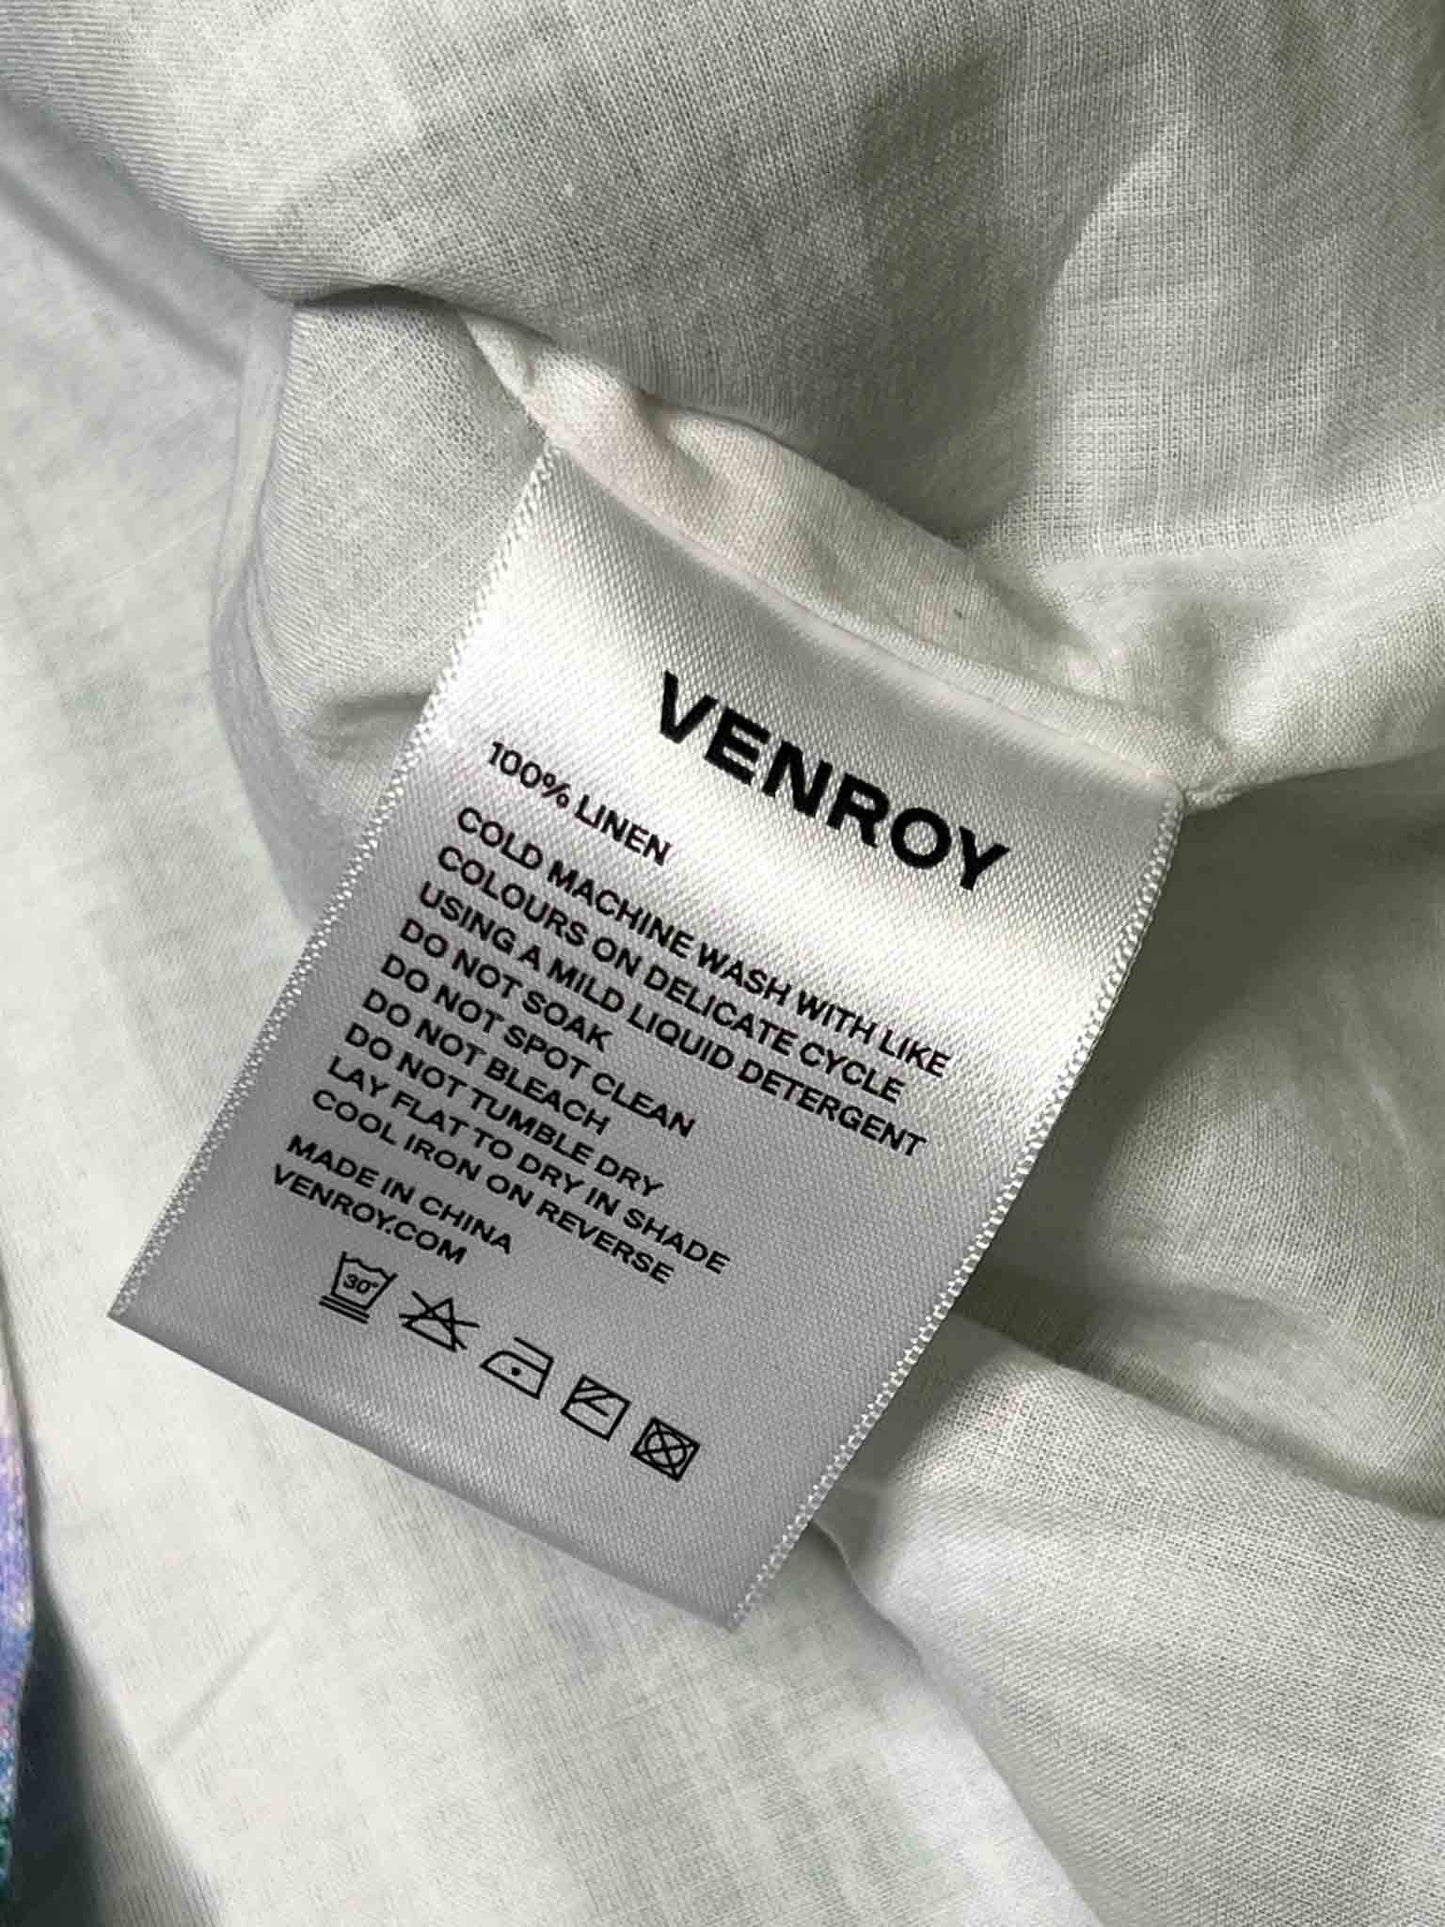 VENROY
100% LINEN
COLD MACHINE WASH WITH LIKE
COLOURS ON DELICATE CYCLE
USING A MILD LIQUID DETERGENT
DO NOT SOAK
DO NOT SPOT CLEAN
DO NOT BLEACH
DO NOT TUMBLE DRY
LAY FLAT TO DRY IN SHADE
COOL IRON ON REVERSE
MADE IN CHINA
VENROY.COM
30°